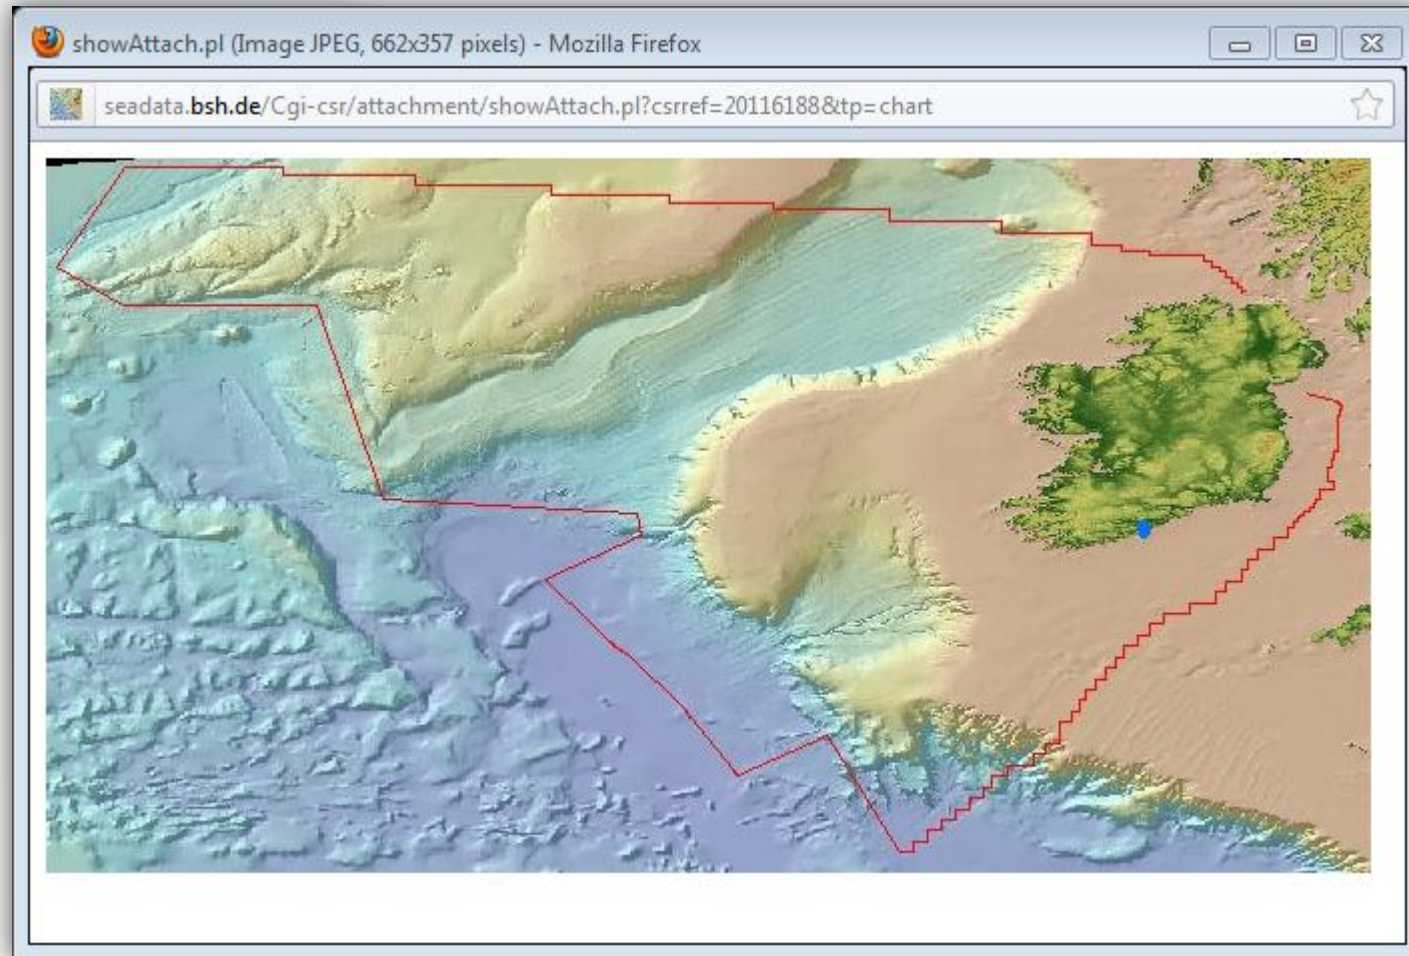 showAttach.pl (Image JPEG, 662x357 pixels) - Mozilla Firefox
seadata.bsh.de/Cgi-csr/attachment/showAttach.pl?csrref=20116188&tp=chart